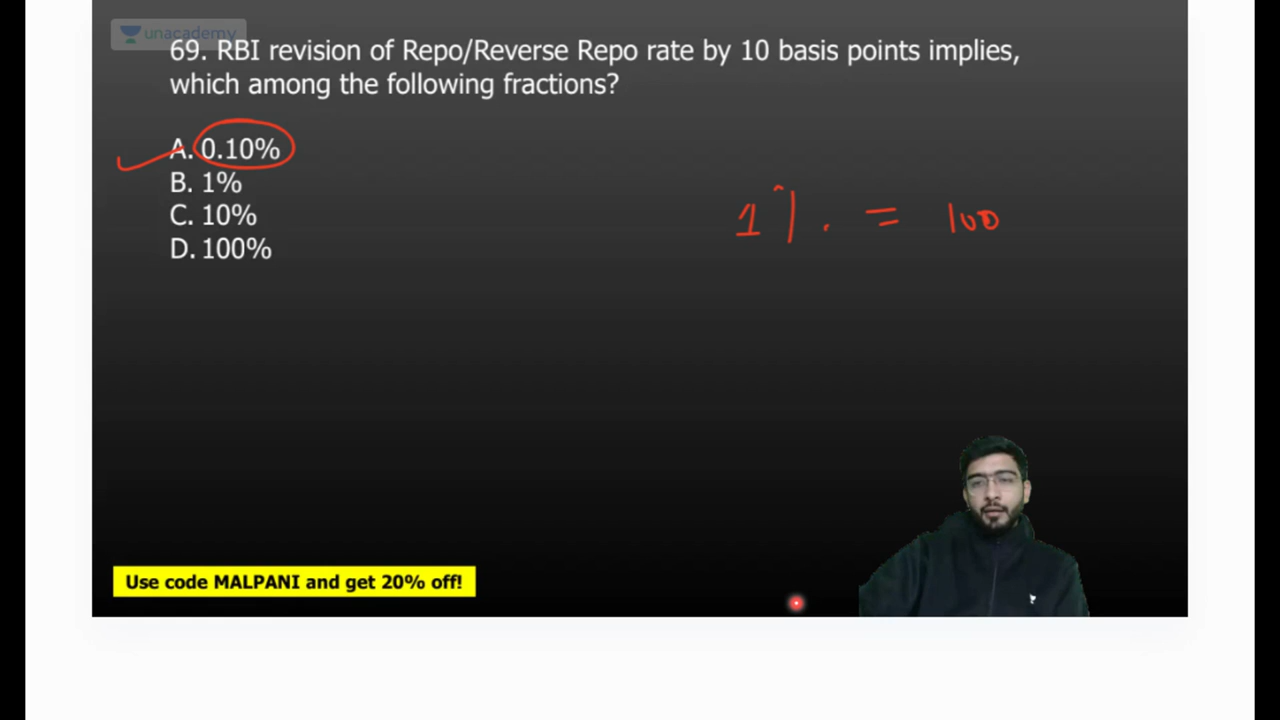 unacademy
69. RBI revision of Repo/Reverse Repo rate by 10 basis points implies,
which among the following fractions?
A. 0.10%
B. 1%
C. 10%
D. 100%
1 % = 100
Use code MALPANI and get 20% off!